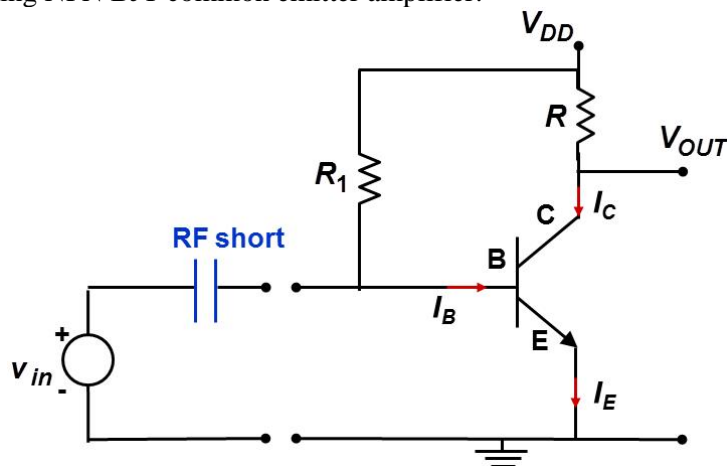 V_DD
R
V_OUT
R_1
C
I_C
RF short
B
I_B
E
+
v_in
-
I_E